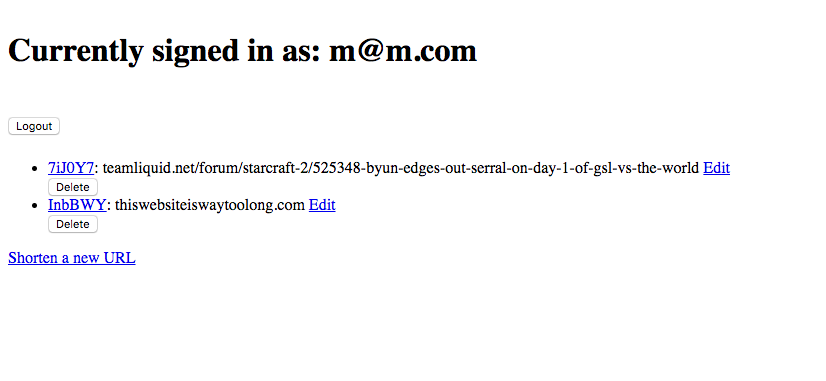 Currently signed in as: m@m.com
Logout
7iJ0Y7: teamliquid.net/forum/starcraft-2/525348-byun-edges-out-serral-on-day-1-of-gsl-vs-the-world Edit
Delete
InbBWY: thiswebsiteiswaytoolong.com Edit
Delete
Shorten a new URL